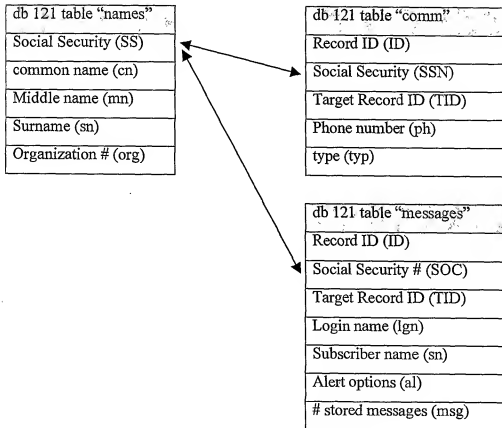 db 121 table “names”
Social Security (SS)
common name (cn)
Middle name (mn)
Surname (sn)
Organization # (org)
db 121 table “comm”
Record ID (ID)
Social Security (SSN)
Target Record ID (TID)
Phone number (ph)
type (typ)
db 121 table “messages”
Record ID (ID)
Social Security # (SOC)
Target Record ID (TID)
Login name (lgn)
Subscriber name (sn)
Alert options (al)
# stored messages (msg)